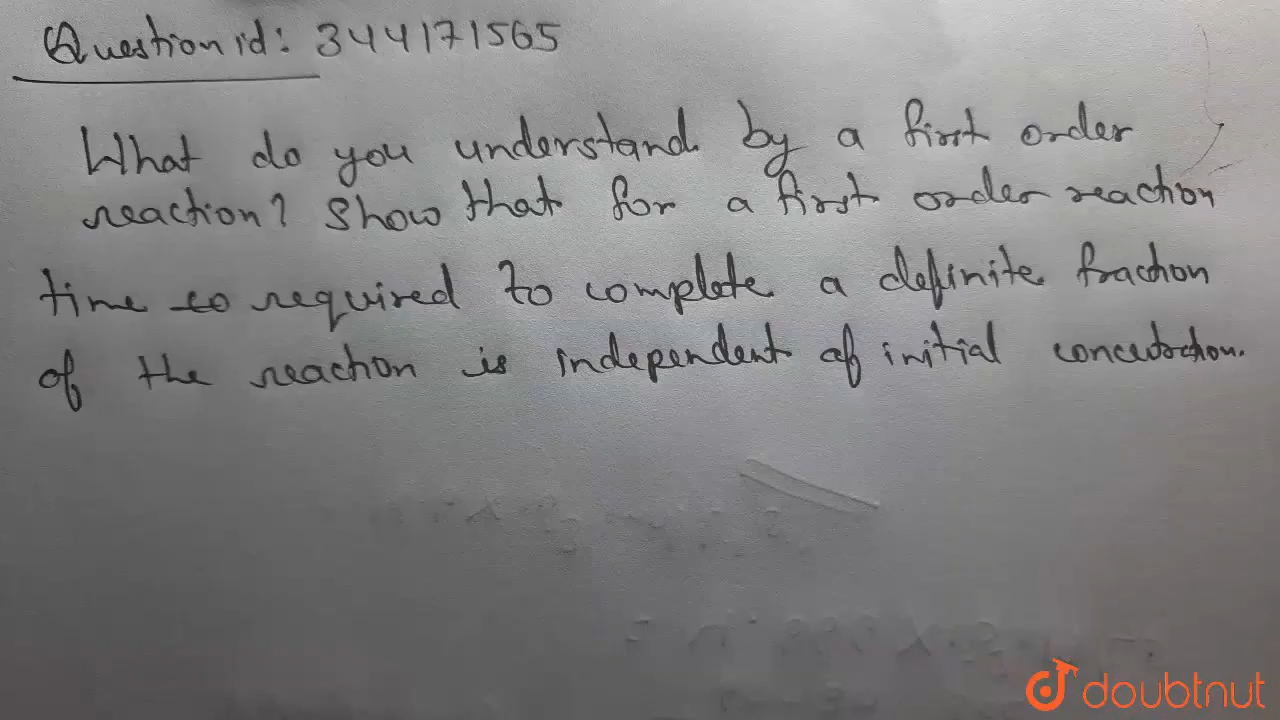 Question id: 344171565
What do you understand by a first order
reaction? Show that for a first order reaction
time to required to complete a definite fraction
of the reaction is independent of initial
doubtnut